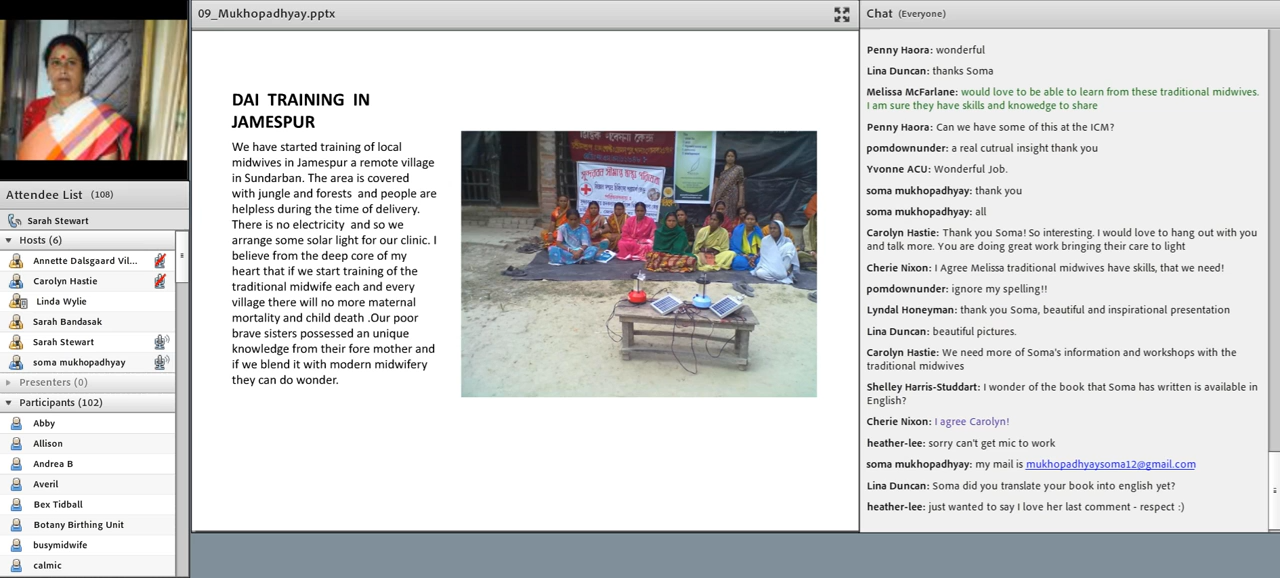 Attendee List (108)
Sarah Stewart
Hosts (6)
Annette Dalsgaard Vil...
Carolyn Hastie
Linda Wylie
Sarah Bandasak
Sarah Stewart
soma mukhopadhyay
Presenters (0)
Participants (102)
Abby
Allison
Andrea B
Averil
Bex Tidball
Botany Birthing Unit
busymidwife
calmic
09_Mukhopadhyay.pptx
DAI TRAINING IN
JAMESPUR
We have started training of local
midwives in Jamespur a remote village
in Sundarban. The area is covered
with jungle and forests and people are
helpless during the time of delivery.
There is no electricity and so we
arrange some solar light for our clinic. I
believe from the deep core of my
heart that if we start training of the
traditional midwife each and every
village there will no more maternal
mortality and child death .Our poor
brave sisters possessed an unique
knowledge from their fore mother and
if we blend it with modern midwifery
they can do wonder.
Chat (Everyone)
Penny Haora: wonderful
Lina Duncan: thanks Soma
Melissa McFarlane: would love to be able to learn from these traditional midwives.
I am sure they have skills and knowedge to share
Penny Haora: Can we have some of this at the ICM?
pomdownunder: a real cutrual insight thank you
Yvonne ACU: Wonderful Job.
soma mukhopadhyay: thank you
soma mukhopadhyay: all
Carolyn Hastie: Thank you Soma! So interesting. I would love to hang out with you
and talk more. You are doing great work bringing their care to light
Cherie Nixon: I Agree Melissa traditional midwives have skills, that we need!
pomdownunder: ignore my spelling!!
Lyndal Honeyman: thank you Soma, beautiful and inspirational presentation
Lina Duncan: beautiful pictures.
Carolyn Hastie: We need more of Soma's information and workshops with the
traditional midwives
Shelley Harris-Studdart: I wonder of the book that Soma has written is available in
English?
Cherie Nixon: I agree Carolyn!
heather-lee: sorry can't get mic to work
soma mukhopadhyay: my mail is mukhopadhyaysoma12@gmail.com
Lina Duncan: Soma did you translate your book into english yet?
heather-lee: just wanted to say I love her last comment - respect :)